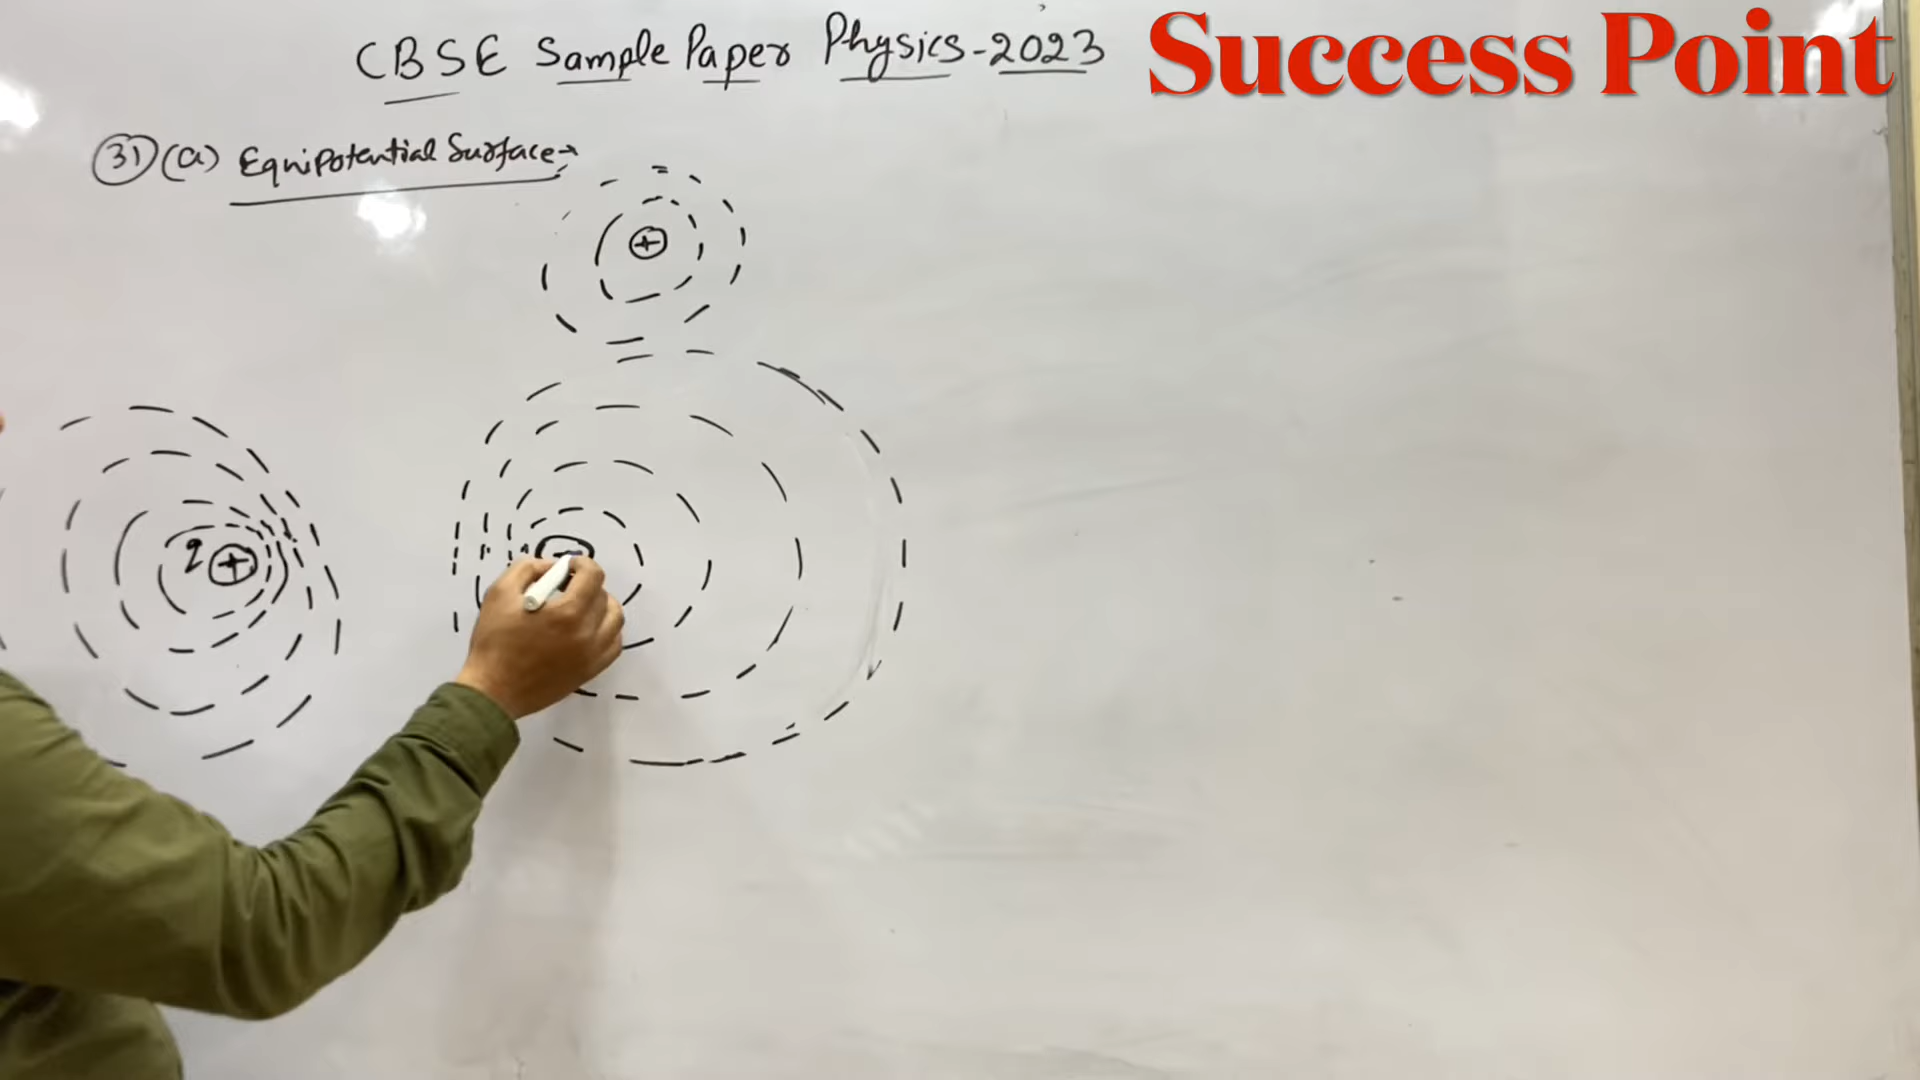 CBSE Sample Paper Physics-2023
Success Point
31 (a) Equipotential Surface→
+
q +
-